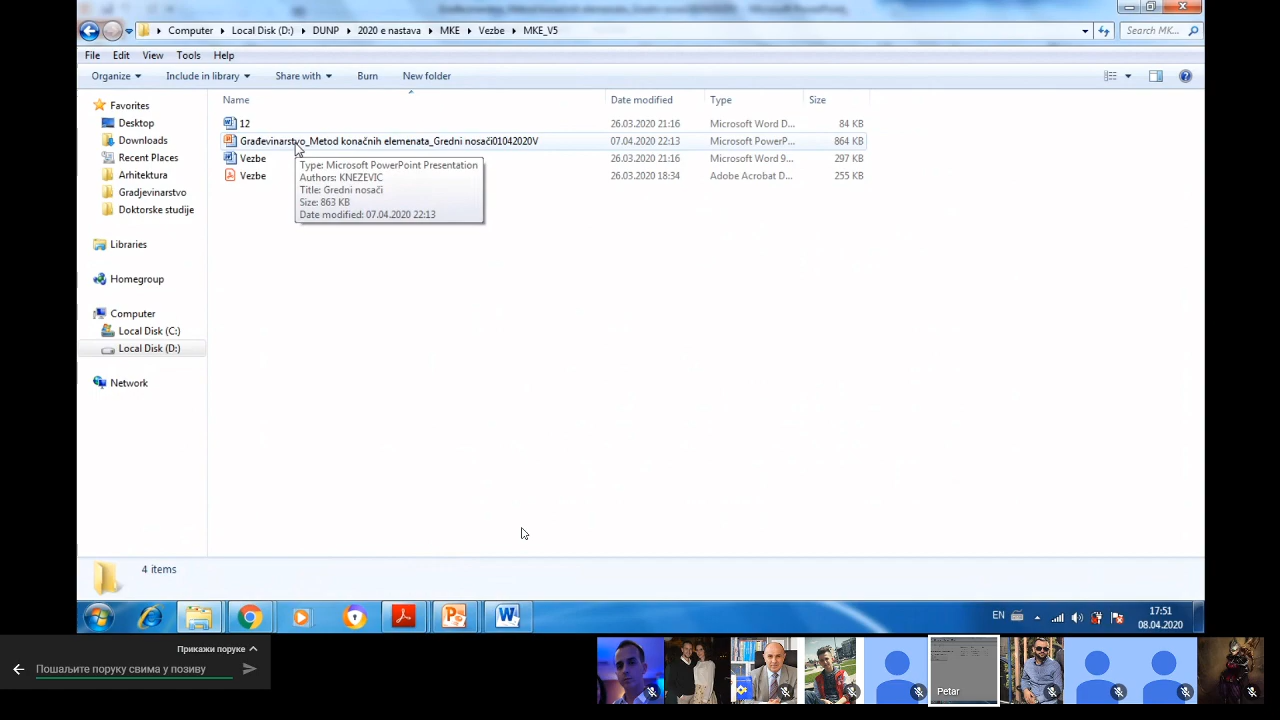 Građevinarstvo_Metod konačnih elemenata_Gredni nosači01042020V - Microsoft PowerPoint
Computer Local Disk (D:) DUNP 2020 e nastava MKE Vezbe MKE_V5
Search MK...
File Edit View Tools Help
Organize Include in library Share with Burn New folder
Name Date modified Type Size
12 26.03.2020 21:16 Microsoft Word D... 84 KB
Građevinarstvo_Metod konačnih elemenata_Gredni nosači01042020V 07.04.2020 22:13 Microsoft PowerP... 864 KB
Vezbe 26.03.2020 21:16 Microsoft Word 9... 297 KB
Vezbe 26.03.2020 18:34 Adobe Acrobat D... 255 KB
Type: Microsoft PowerPoint Presentation
Authors: KNEZEVIC
Title: Gredni nosači
Size: 863 KB
Date modified: 07.04.2020 22:13
Favorites
Desktop
Downloads
Recent Places
Arhitektura
Gradjevinarstvo
Doktorske studije
Libraries
Homegroup
Computer
Local Disk (C:)
Local Disk (D:)
Network
4 items
EN
17:51
08.04.2020
Прикажи поруке
Пошаљите поруку свима у позиву
Petar